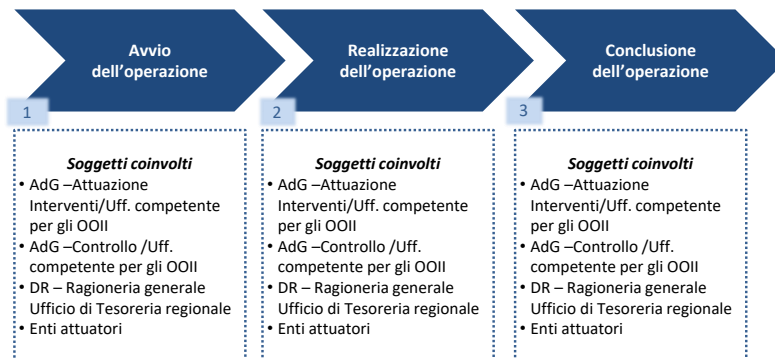 Avvio
dell'operazione
1
Soggetti coinvolti
• AdG –Attuazione
Interventi/Uff. competente
per gli OOII
• AdG –Controllo /Uff.
competente per gli OOII
• DR – Ragioneria generale
Ufficio di Tesoreria regionale
• Enti attuatori
Realizzazione
dell'operazione
2
Soggetti coinvolti
• AdG –Attuazione
Interventi/Uff. competente
per gli OOII
• AdG –Controllo /Uff.
competente per gli OOII
• DR – Ragioneria generale
Ufficio di Tesoreria regionale
• Enti attuatori
Conclusione
dell'operazione
3
Soggetti coinvolti
• AdG –Attuazione
Interventi/Uff. competente
per gli OOII
• AdG –Controllo /Uff.
competente per gli OOII
• DR – Ragioneria generale
Ufficio di Tesoreria regionale
• Enti attuatori